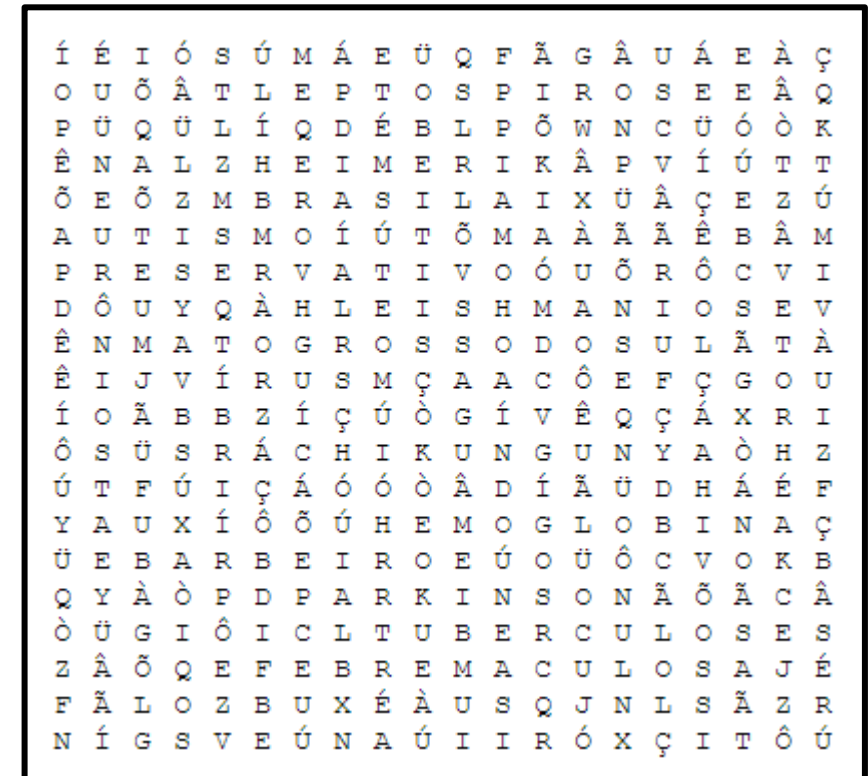 Í É I Ó S Ú M Á E Ü Q F Ã G Â U Á E À Ç
O U Õ Â T L E P T O S P I R O S E E Â Q
P Ü Q Ü L Í Q D É B L P Õ W N C Ü Ó Ò K
Ê N A L Z H E I M E R I K Â P V Í Ú T T
Õ E Õ Z M B R A S I L A I X Ü Â Ç E Z Ú
A U T I S M O Í Ú T Õ M A À Ã Ã Ê B Â M
P R E S E R V A T I V O Ó U Õ R Ô C V I
D Ô U Y Q À H L E I S H M A N I O S E V
Ê N M A T O G R O S S O D O S U L Ã T À
Ê I J V Í R U S M Ç A A C Ô E F Ç G O U
Í O Ã B B Z Í Ç Ú Ò G Í V Ê Q Ç Á X R I
Ô S Ü S R Á C H I K U N G U N Y A Ò H Z
Ú T F Ú I Ç Á Ó Ó Ò Â D Í Ã Ü D H Á É F
Y A U X Í Ô Õ Ú H E M O G L O B I N A Ç
Ü E B A R B E I R O E Ú O Ü Ô C V O K B
Q Y À Ò P D P A R K I N S O N Ã Õ Ã C Â
Ò Ü G I Ô I C L T U B E R C U L O S E S
Z Â Õ Q E F E B R E M A C U L O S A J É
F Ã L O Z B U X É À U S Q J N L S Ã Z R
N Í G S V E Ú N A Ú I I R Ó X Ç I T Ô Ú